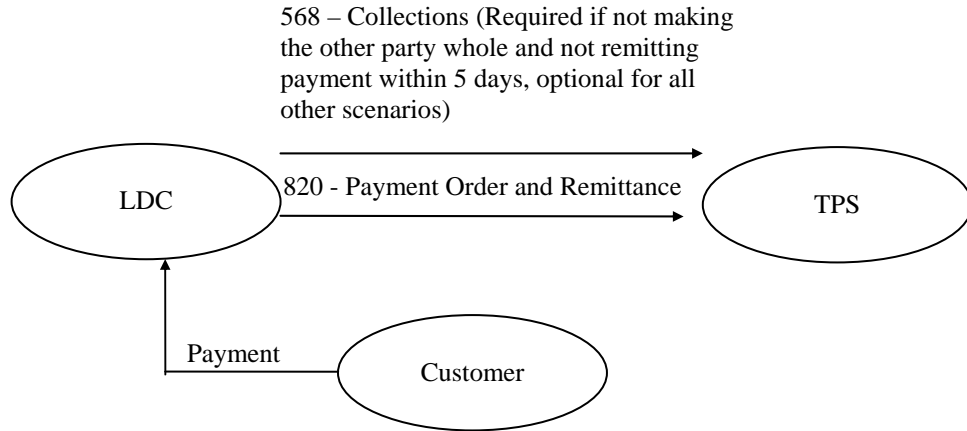 568 – Collections (Required if not making
the other party whole and not remitting
payment within 5 days, optional for all
other scenarios)
820 - Payment Order and Remittance
LDC
TPS
Payment
Customer